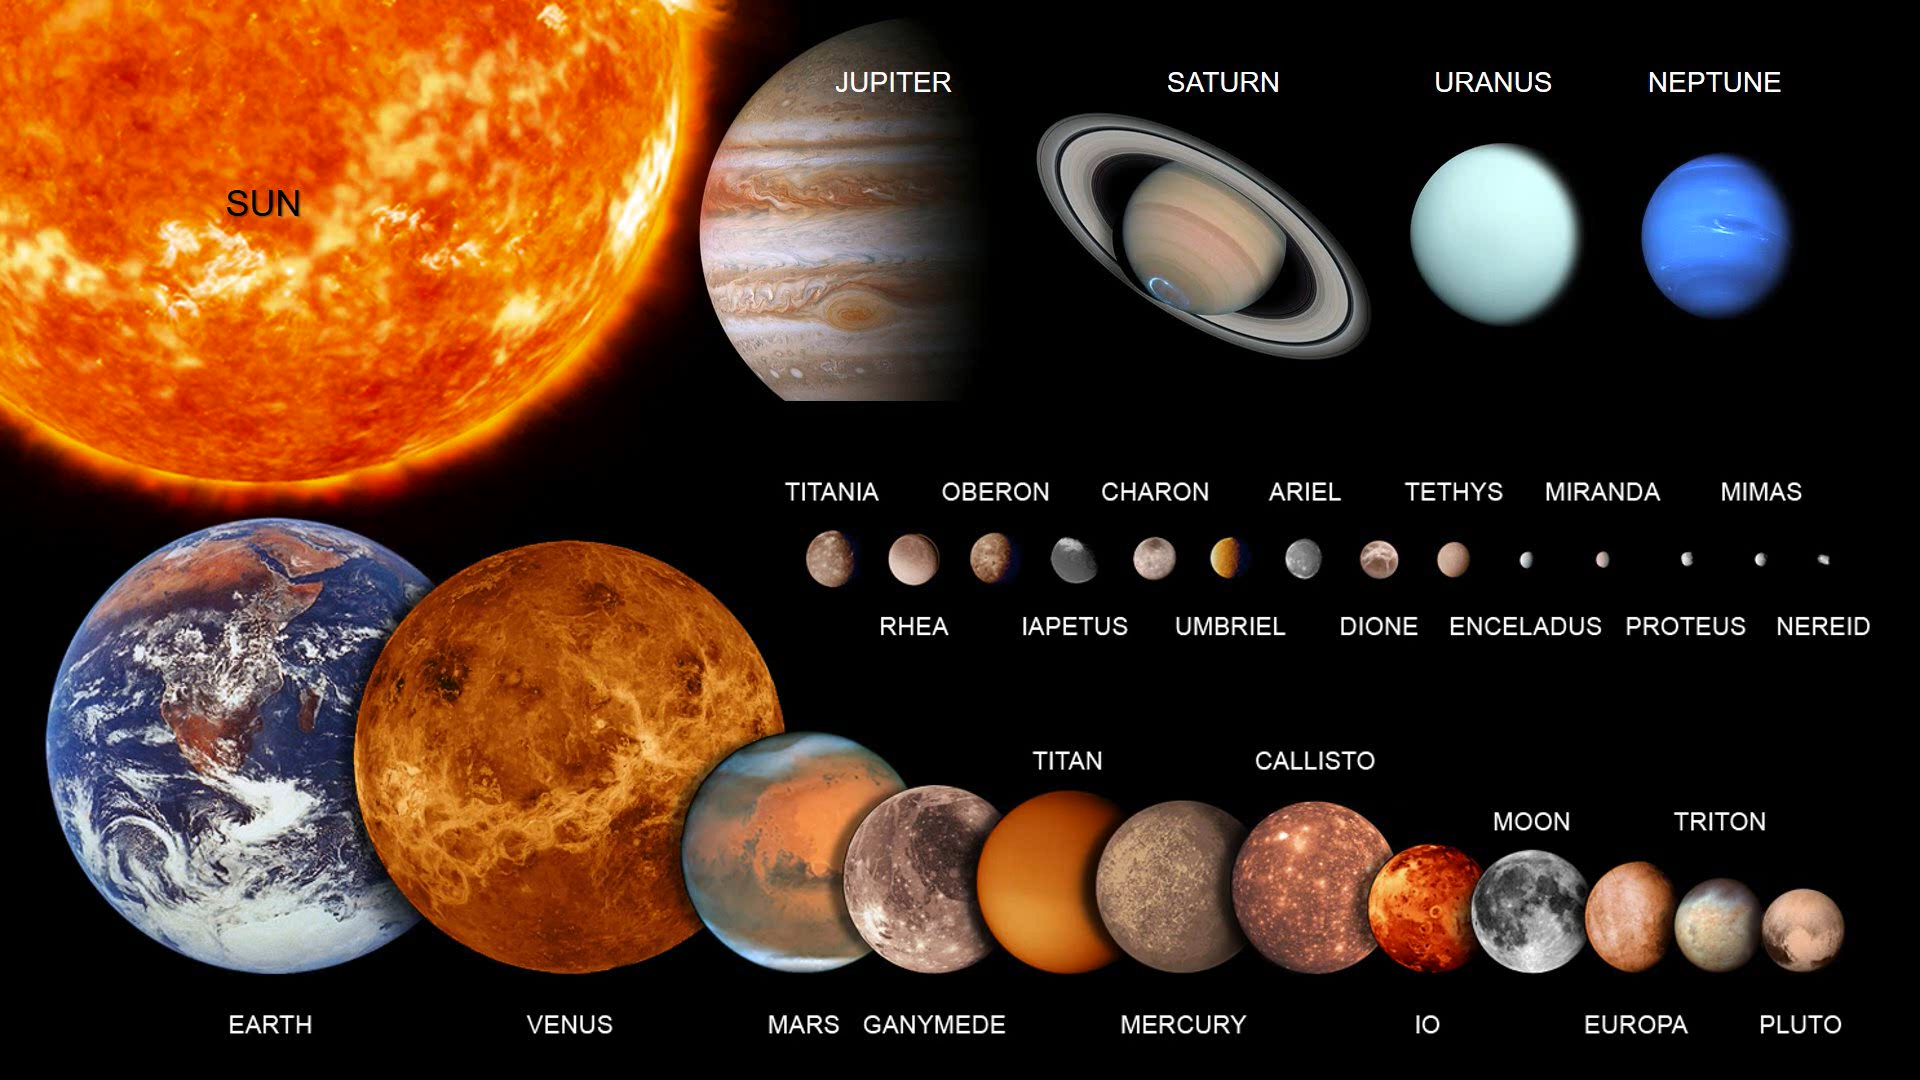 SUN
JUPITER
SATURN
URANUS
NEPTUNE
TITANIA
OBERON
CHARON
ARIEL
TETHYS
MIRANDA
MIMAS
RHEA
IAPETUS
UMBRIEL
DIONE
ENCELADUS
PROTEUS
NEREID
TITAN
CALLISTO
MOON
TRITON
EARTH
VENUS
MARS
GANYMEDE
MERCURY
IO
EUROPA
PLUTO